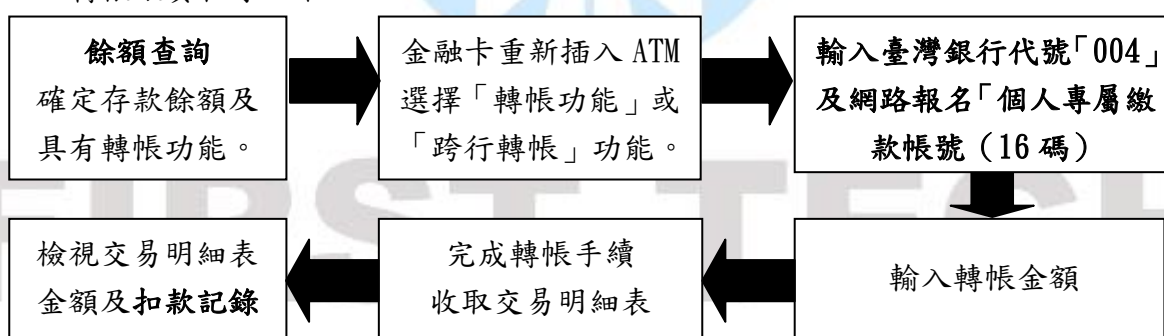 餘額查詢
確定存款餘額及
具有轉帳功能。
金融卡重新插入 ATM
選擇「轉帳功能」或
「跨行轉帳」功能。
輸入臺灣銀行代號「004」
及網路報名「個人專屬繳
款帳號（16 碼）
輸入轉帳金額
完成轉帳手續
收取交易明細表
檢視交易明細表
金額及扣款記錄